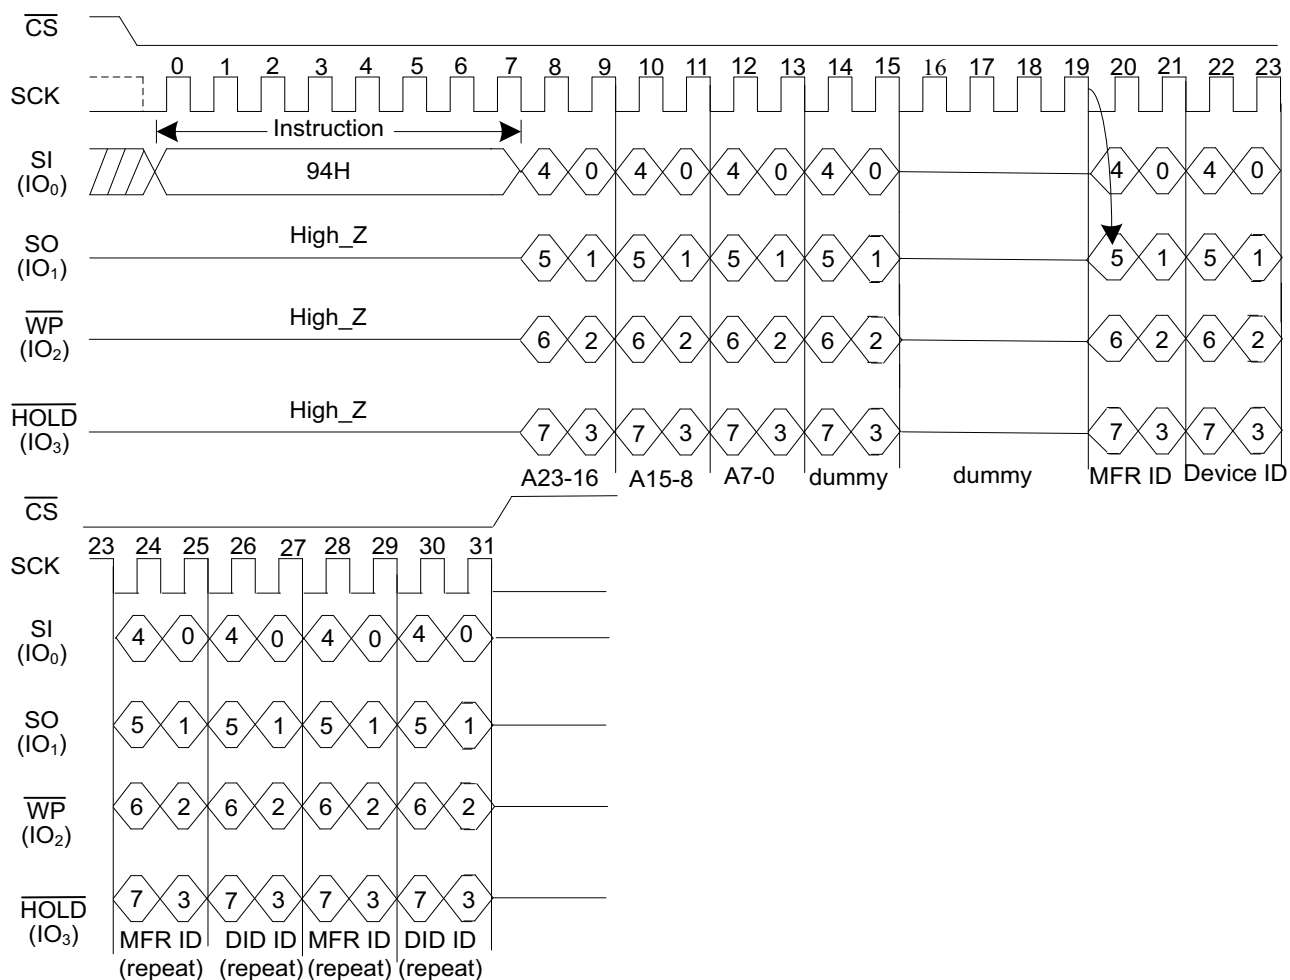 CS
0 1 2 3 4 5 6 7 8 9 10 11 12 13 14 15 16 17 18 19 20 21 22 23
SCK
Instruction
SI
(IO₀)
94H
4 0 4 0 4 0 4 0 4 0 4 0
SO
(IO₁)
High_Z
5 1 5 1 5 1 5 1 5 1 5 1
WP
(IO₂)
High_Z
6 2 6 2 6 2 6 2 6 2 6 2
HOLD
(IO₃)
High_Z
7 3 7 3 7 3 7 3 7 3 7 3
A23-16 A15-8 A7-0 dummy dummy MFR ID Device ID
CS
23 24 25 26 27 28 29 30 31
SCK
SI
(IO₀)
4 0 4 0 4 0 4 0
SO
(IO₁)
5 1 5 1 5 1 5 1
WP
(IO₂)
6 2 6 2 6 2 6 2
HOLD
(IO₃)
7 3 7 3 7 3 7 3
MFR ID DID ID MFR ID DID ID
(repeat) (repeat) (repeat) (repeat)